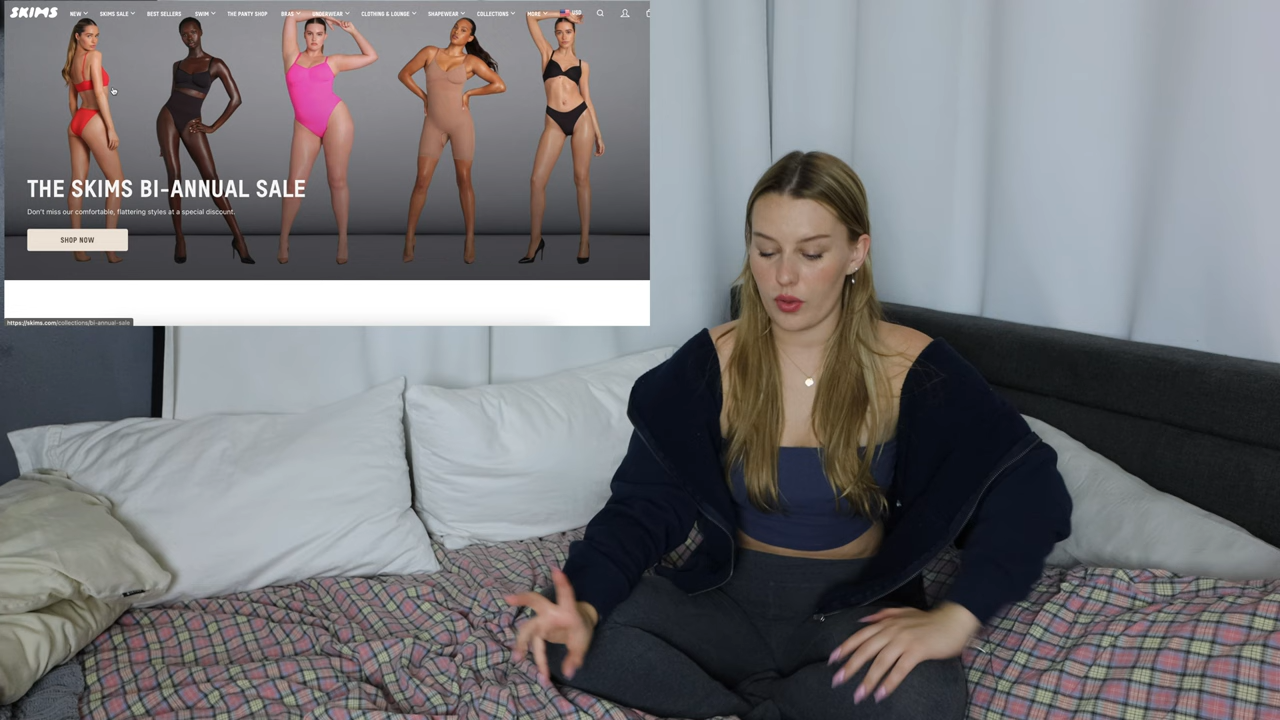 SKIMS NEW SKIMS SALE BEST SELLERS SWIM THE PANTY SHOP BRAS UNDERWEAR CLOTHING & LOUNGE SHAPEWEAR COLLECTIONS MORE USD
THE SKIMS BI-ANNUAL SALE
Don't miss our comfortable, flattering styles at a special discount.
SHOP NOW
https://skims.com/collections/bi-annual-sale